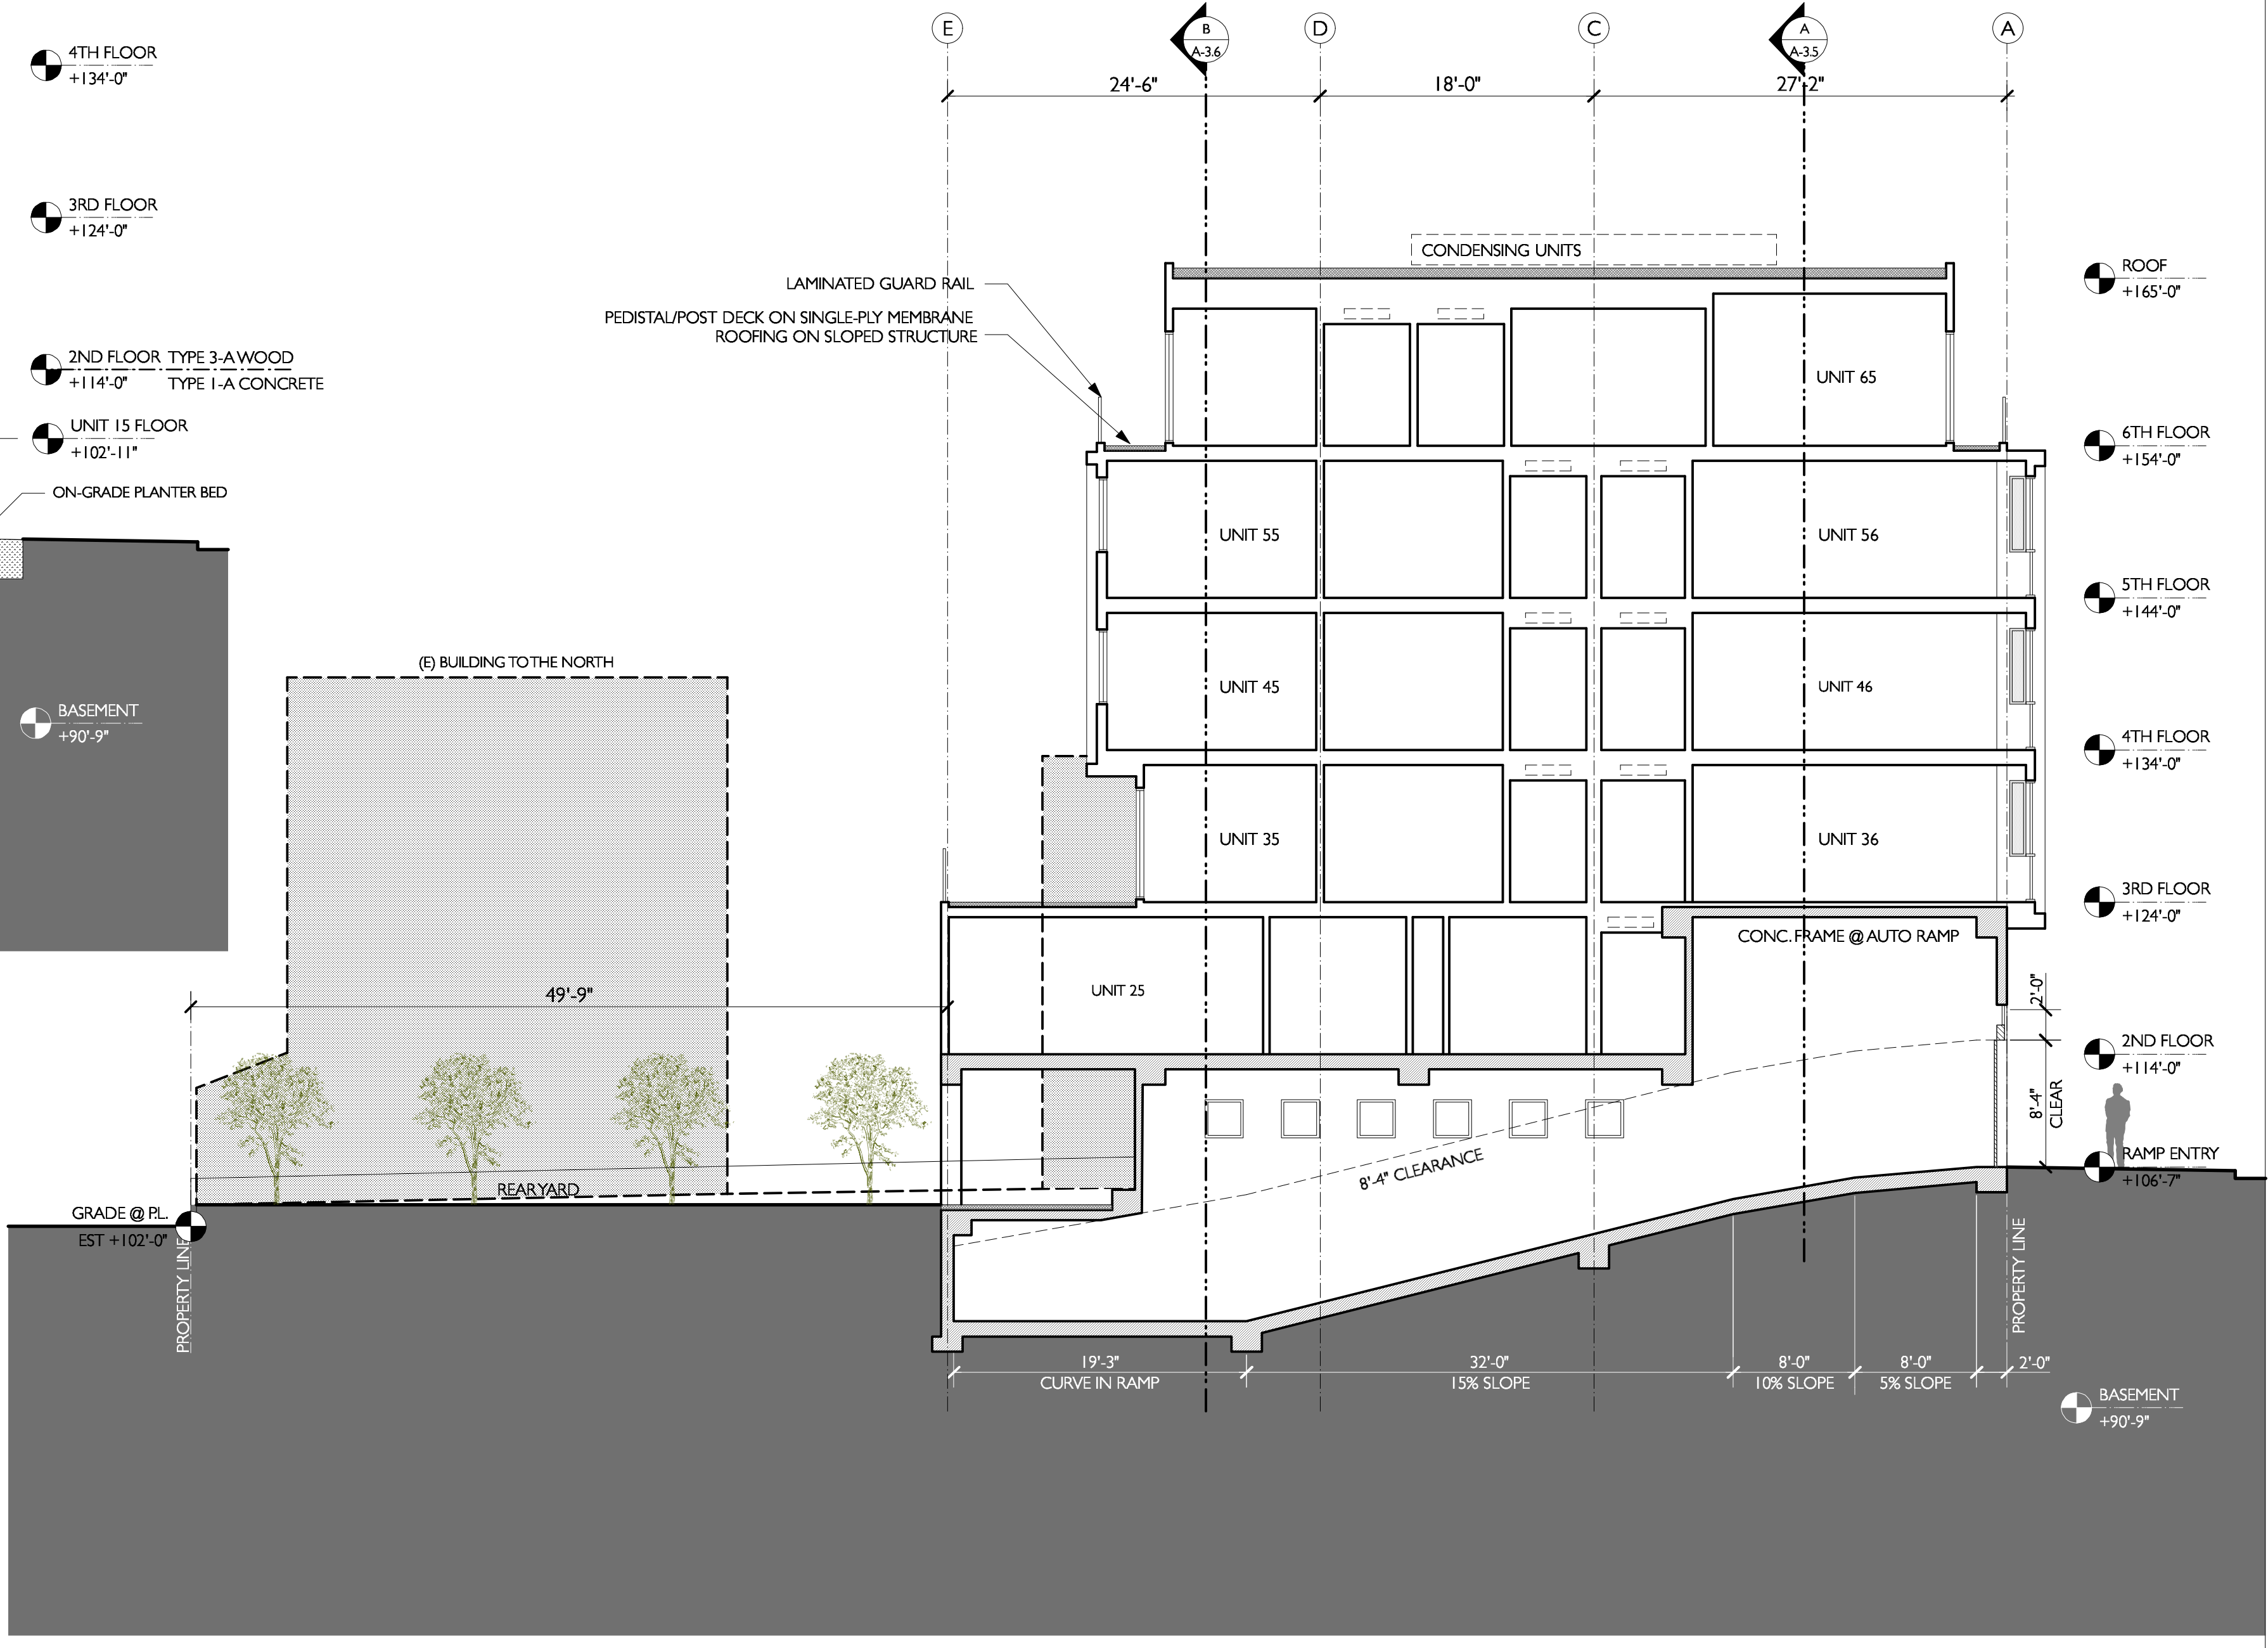 E
B
A-3.6
D
C
A
A-3.5
A
24'-6"
18'-0"
27'-2"
4TH FLOOR
+134'-0"
3RD FLOOR
+124'-0"
2ND FLOOR TYPE 3-A WOOD
+114'-0" TYPE 1-A CONCRETE
UNIT 15 FLOOR
+102'-11"
ON-GRADE PLANTER BED
BASEMENT
+90'-9"
CONDENSING UNITS
LAMINATED GUARD RAIL
PEDISTAL/POST DECK ON SINGLE-PLY MEMBRANE
ROOFING ON SLOPED STRUCTURE
ROOF
+165'-0"
UNIT 65
6TH FLOOR
+154'-0"
UNIT 55
UNIT 56
5TH FLOOR
+144'-0"
(E) BUILDING TO THE NORTH
UNIT 45
UNIT 46
4TH FLOOR
+134'-0"
UNIT 35
UNIT 36
3RD FLOOR
+124'-0"
CONC. FRAME @ AUTO RAMP
49'-9"
UNIT 25
2'-0"
2ND FLOOR
+114'-0"
8'-4"
CLEAR
RAMP ENTRY
+106'-7"
8'-4" CLEARANCE
REAR YARD
GRADE @ P.L.
EST +102'-0"
PROPERTY LINE
PROPERTY LINE
19'-3"
CURVE IN RAMP
32'-0"
15% SLOPE
8'-0"
10% SLOPE
8'-0"
5% SLOPE
2'-0"
BASEMENT
+90'-9"